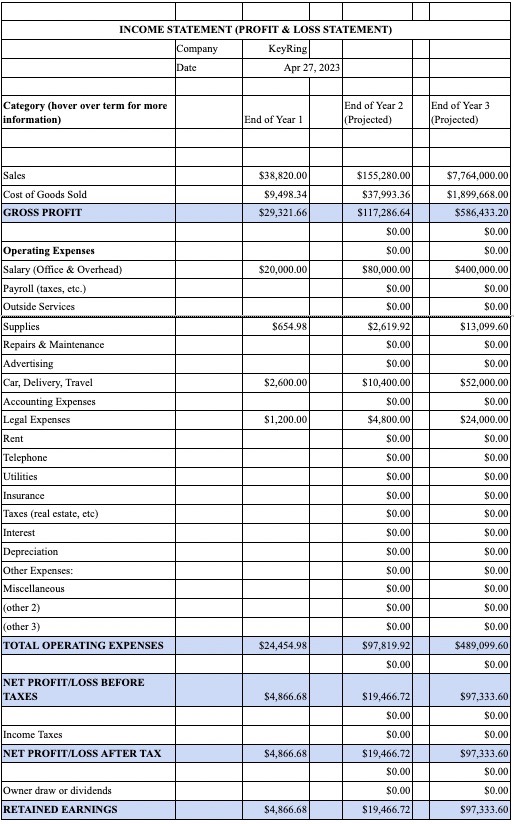 INCOME STATEMENT (PROFIT & LOSS STATEMENT)
Company KeyRing
Date Apr 27, 2023
Category (hover over term for more information) End of Year 1 End of Year 2 (Projected) End of Year 3 (Projected)
Sales $38,820.00 $155,280.00 $7,764,000.00
Cost of Goods Sold $9,498.34 $37,993.36 $1,899,668.00
GROSS PROFIT $29,321.66 $117,286.64 $586,433.20
$0.00 $0.00
Operating Expenses $0.00 $0.00
Salary (Office & Overhead) $20,000.00 $80,000.00 $400,000.00
Payroll (taxes, etc.) $0.00 $0.00
Outside Services $0.00 $0.00
Supplies $654.98 $2,619.92 $13,099.60
Repairs & Maintenance $0.00 $0.00
Advertising $0.00 $0.00
Car, Delivery, Travel $2,600.00 $10,400.00 $52,000.00
Accounting Expenses $0.00 $0.00
Legal Expenses $1,200.00 $4,800.00 $24,000.00
Rent $0.00 $0.00
Telephone $0.00 $0.00
Utilities $0.00 $0.00
Insurance $0.00 $0.00
Taxes (real estate, etc) $0.00 $0.00
Interest $0.00 $0.00
Depreciation $0.00 $0.00
Other Expenses: $0.00 $0.00
Miscellaneous $0.00 $0.00
(other 2) $0.00 $0.00
(other 3) $0.00 $0.00
TOTAL OPERATING EXPENSES $24,454.98 $97,819.92 $489,099.60
$0.00 $0.00
NET PROFIT/LOSS BEFORE TAXES $4,866.68 $19,466.72 $97,333.60
$0.00 $0.00
Income Taxes $0.00 $0.00
NET PROFIT/LOSS AFTER TAX $4,866.68 $19,466.72 $97,333.60
$0.00 $0.00
Owner draw or dividends $0.00 $0.00
RETAINED EARNINGS $4,866.68 $19,466.72 $97,333.60